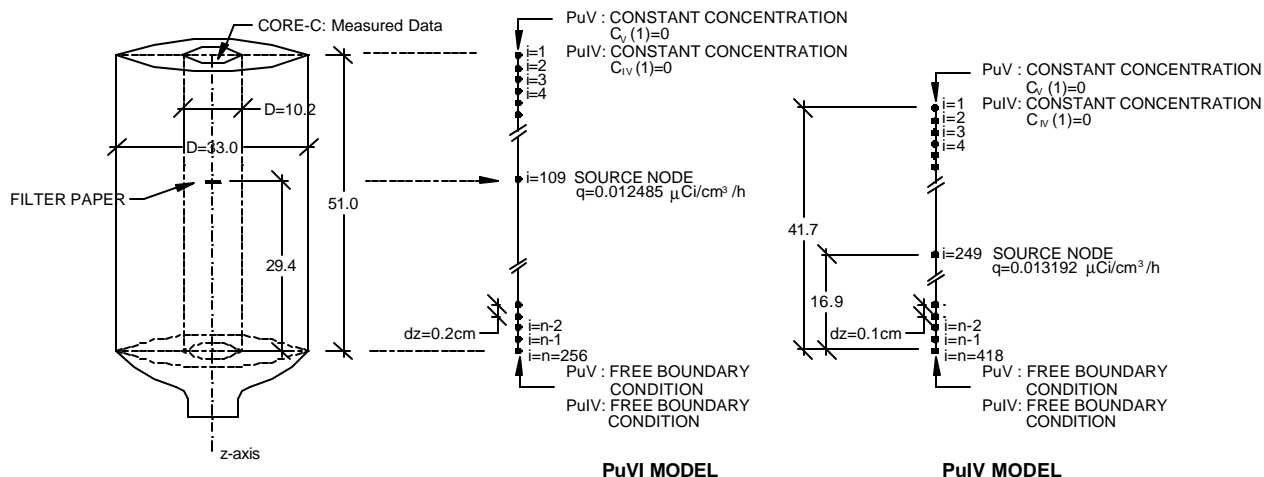 CORE-C: Measured Data
D=10.2
D=33.0
FILTER PAPER
51.0
29.4
z-axis
PuV : CONSTANT CONCENTRATION
Cᵥ (1)=0
PuIV: CONSTANT CONCENTRATION
C_IV (1)=0
i=1
i=2
i=3
i=4
i=109 SOURCE NODE
q=0.012485 μCi/cm³/h
dz=0.2cm
i=n-2
i=n-1
i=n=256
PuV : FREE BOUNDARY
CONDITION
PuIV: FREE BOUNDARY
CONDITION
PuVI MODEL
PuV : CONSTANT CONCENTRATION
Cᵥ (1)=0
PuIV: CONSTANT CONCENTRATION
C_IV (1)=0
i=1
i=2
i=3
i=4
41.7
i=249 SOURCE NODE
q=0.013192 μCi/cm³/h
16.9
dz=0.1cm
i=n-2
i=n-1
i=n=418
PuV : FREE BOUNDARY
CONDITION
PuIV: FREE BOUNDARY
CONDITION
PuIV MODEL